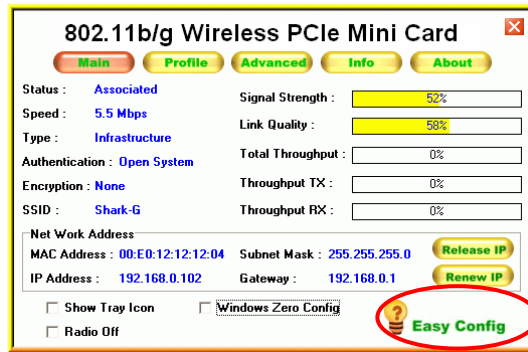 802.11b/g Wireless PCIe Mini Card
Main Profile Advanced Info About
Status : Associated
Speed : 5.5 Mbps
Type : Infrastructure
Authentication : Open System
Encryption : None
SSID : Shark-G
Signal Strength : 52%
Link Quality : 58%
Total Throughput : 0%
Throughput TX : 0%
Throughput RX : 0%
Net Work Address
MAC Address : 00:E0:12:12:12:04 Subnet Mask : 255.255.255.0 Release IP
IP Address : 192.168.0.102 Gateway : 192.168.0.1 Renew IP
Show Tray Icon Windows Zero Config
Radio Off
Easy Config